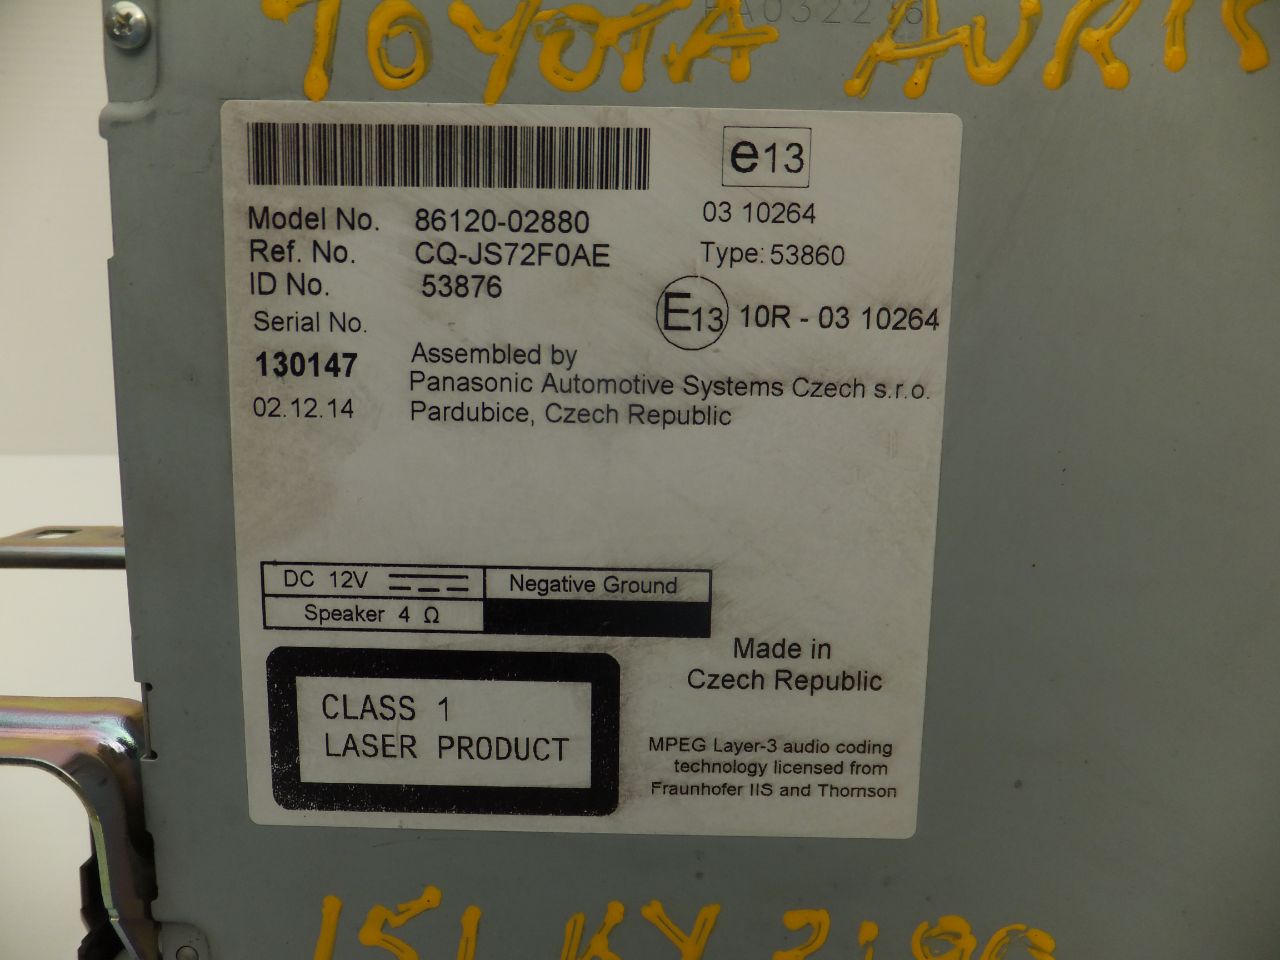 TOYOTA AURIS
e13
Model No. 86120-02880
03 10264
Ref. No. CQ-JS72F0AE
Type: 53860
ID No. 53876
E13 10R - 03 10264
Serial No.
130147
02.12.14
Assembled by
Panasonic Automotive Systems Czech s.r.o.
Pardubice, Czech Republic
DC 12V
Negative Ground
Speaker 4 Ω
Made in
Czech Republic
CLASS 1
LASER PRODUCT
MPEG Layer-3 audio coding
technology licensed from
Fraunhofer IIS and Thomson
151 KY